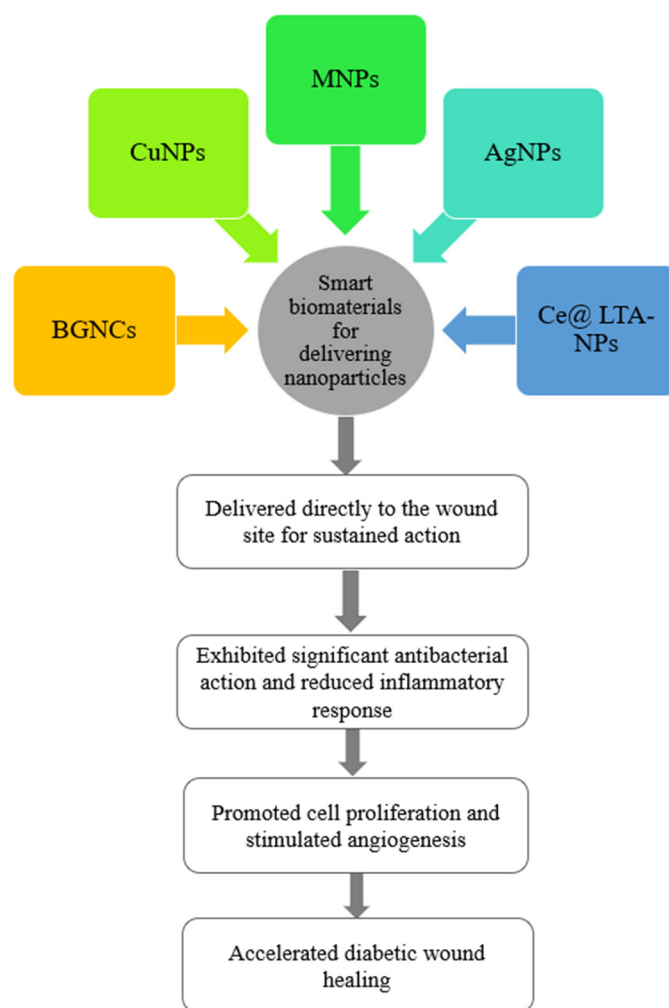 MNPs
CuNPs
AgNPs
BGNCs
Smart
biomaterials
for
delivering
nanoparticles
Ce@ LTA-
NPs
Delivered directly to the wound
site for sustained action
Exhibited significant antibacterial
action and reduced inflammatory
response
Promoted cell proliferation and
stimulated angiogenesis
Accelerated diabetic wound
healing